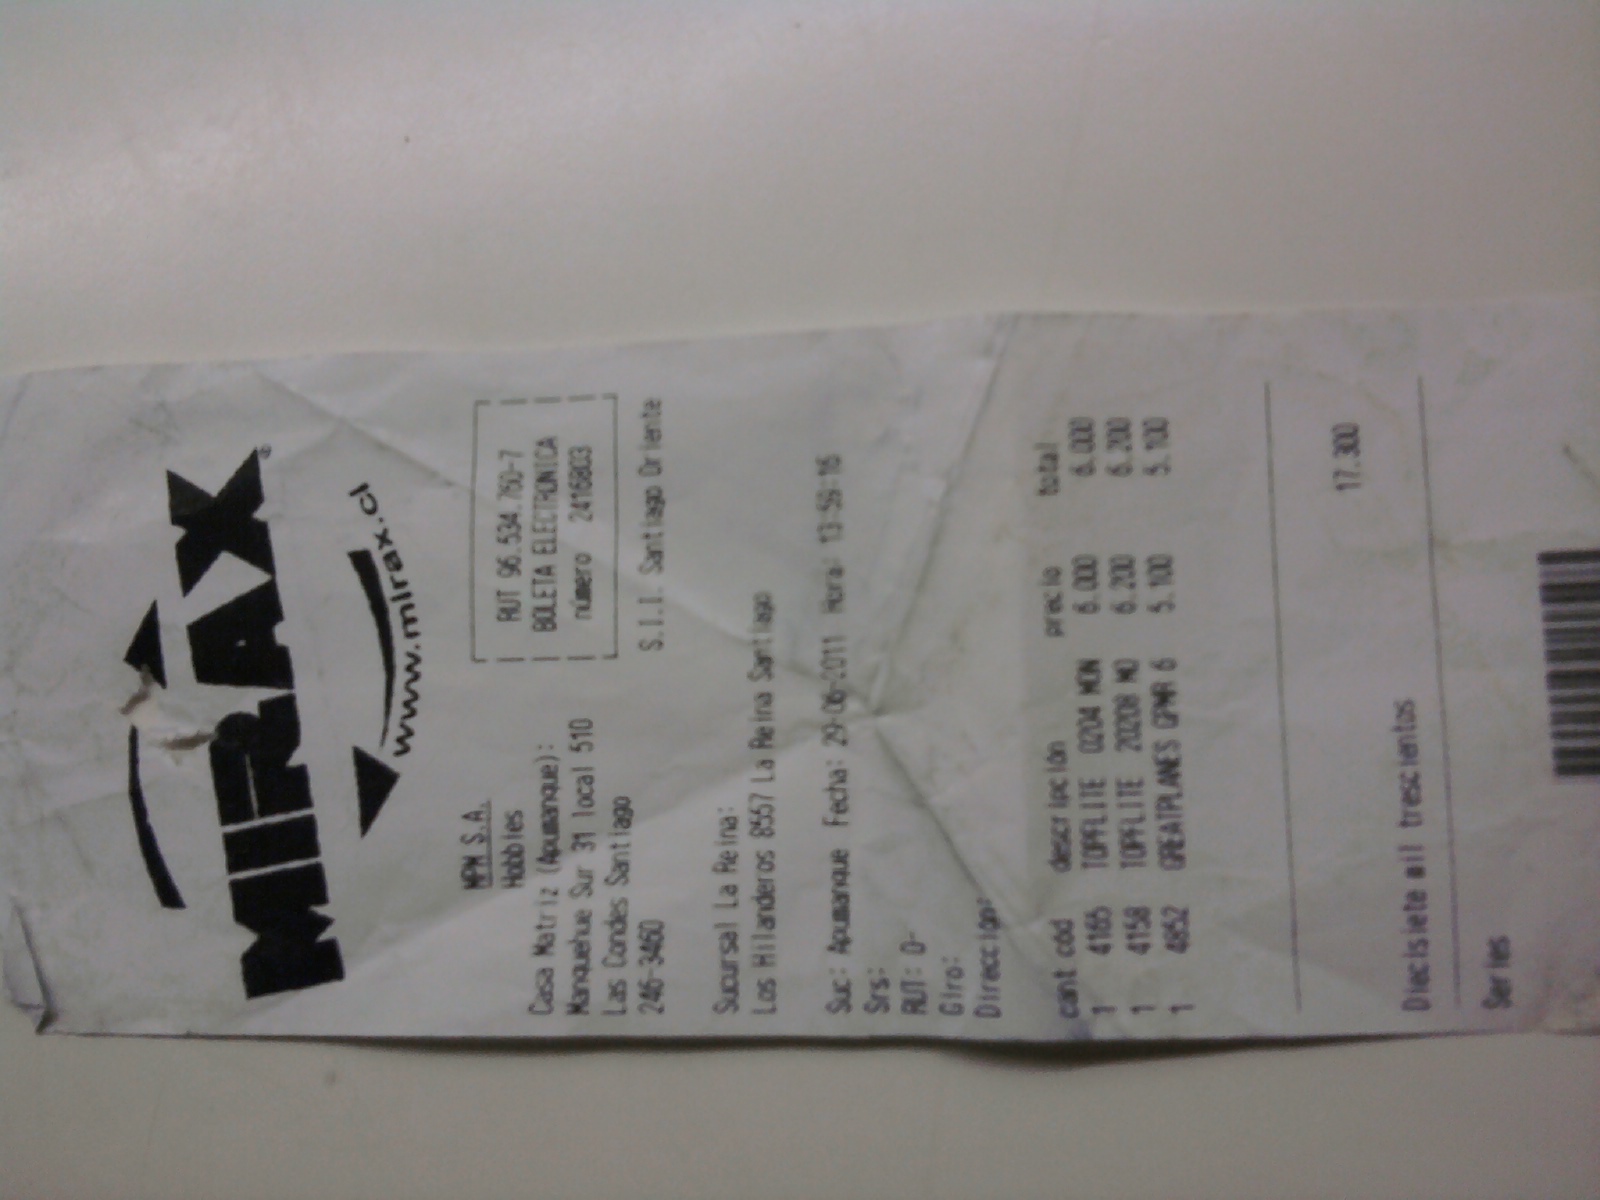 MIRAX®
www.mirax.cl
RUT 96.534.760-7
BOLETA ELECTRONICA
número 2416803
S.I.I. Santiago Oriente
MPM S.A.
Hobbies
Casa Matriz (Apumanque):
Manquehue Sur 31 local 510
Las Condes Santiago
246-3460
Sucursal La Reina:
Los Hilanderos 8557 La Reina Santiago
Suc: Apumanque Fecha: 29-06-2011 Hora: 13:59:16
Srs:
RUT: 0-
Giro:
Direccion:
cant cod descripción precio total
1 4165 TOPFLITE 0204 MON 6.000 6.000
1 4158 TOPFLITE 20208 MO 6.200 6.200
1 4852 GREATPLANES GPMR 6 5.100 5.100
17.300
Diecisiete mil trescientos
Series